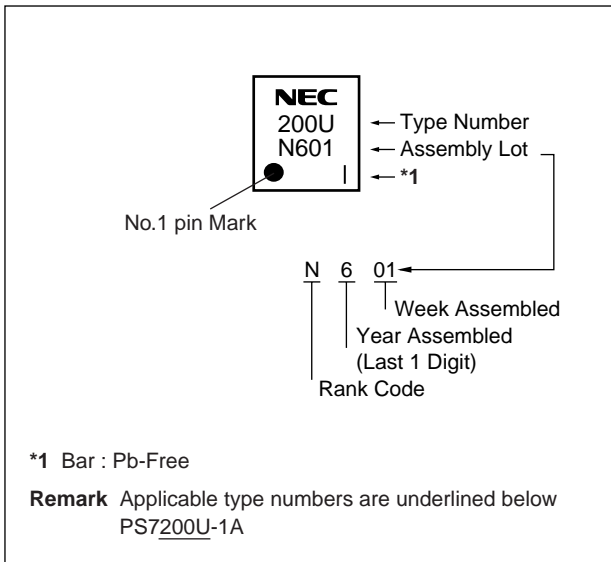 NEC
200U
N601
|
Type Number
Assembly Lot
*1
No.1 pin Mark
N 6 01
Week Assembled
Year Assembled
(Last 1 Digit)
Rank Code
*1 Bar : Pb-Free
Remark Applicable type numbers are underlined below
PS7200U-1A